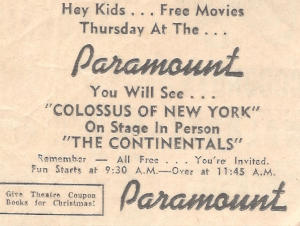 Hey Kids . . . Free Movies
Thursday At The . . .
Paramount
You Will See . . .
"COLOSSUS OF NEW YORK"
On Stage In Person
"THE CONTINENTALS"
Remember — All Free . . . You're Invited.
Fun Starts at 9:30 A.M.—Over at 11:45 A.M.
Give Theatre Coupon
Books for Christmas!
Paramount